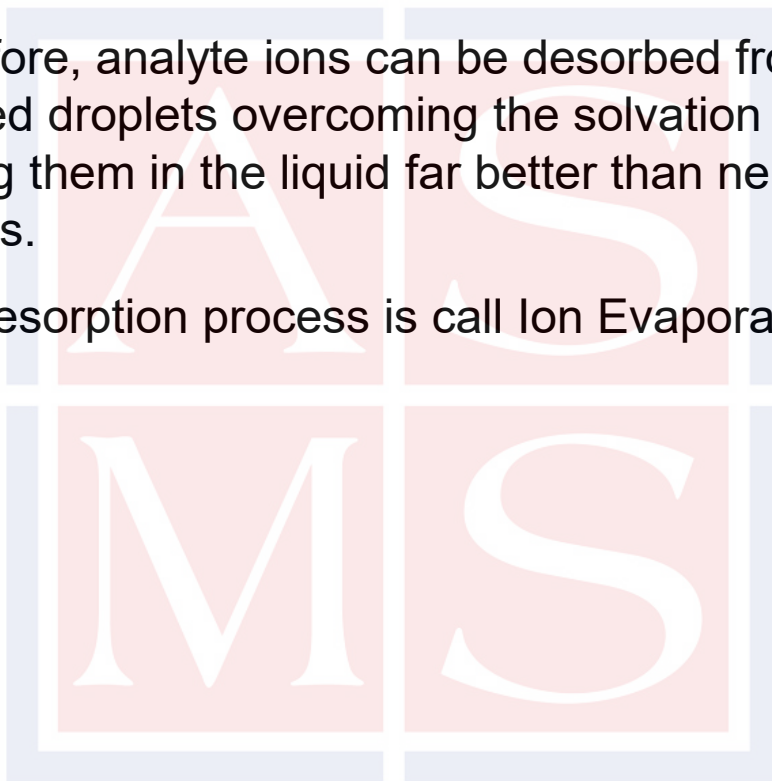 fore, analyte ions can be desorbed fro
ed droplets overcoming the solvation
g them in the liquid far better than ne
s.
esorption process is call Ion Evapora
A S
M S